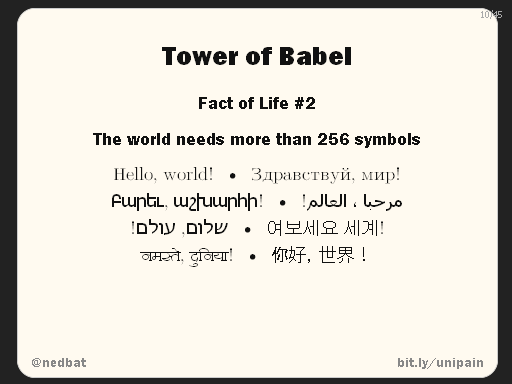 10/45
Tower of Babel
Fact of Life #2
The world needs more than 256 symbols
Hello, world! • Здравствуй, мир!
Բարեւ, աշխարհի! • مرحبا ، العالم!
שלום, עולם! • 여보세요 세계!
नमस्ते, दुनिया! • 你好, 世界！
@nedbat
bit.ly/unipain